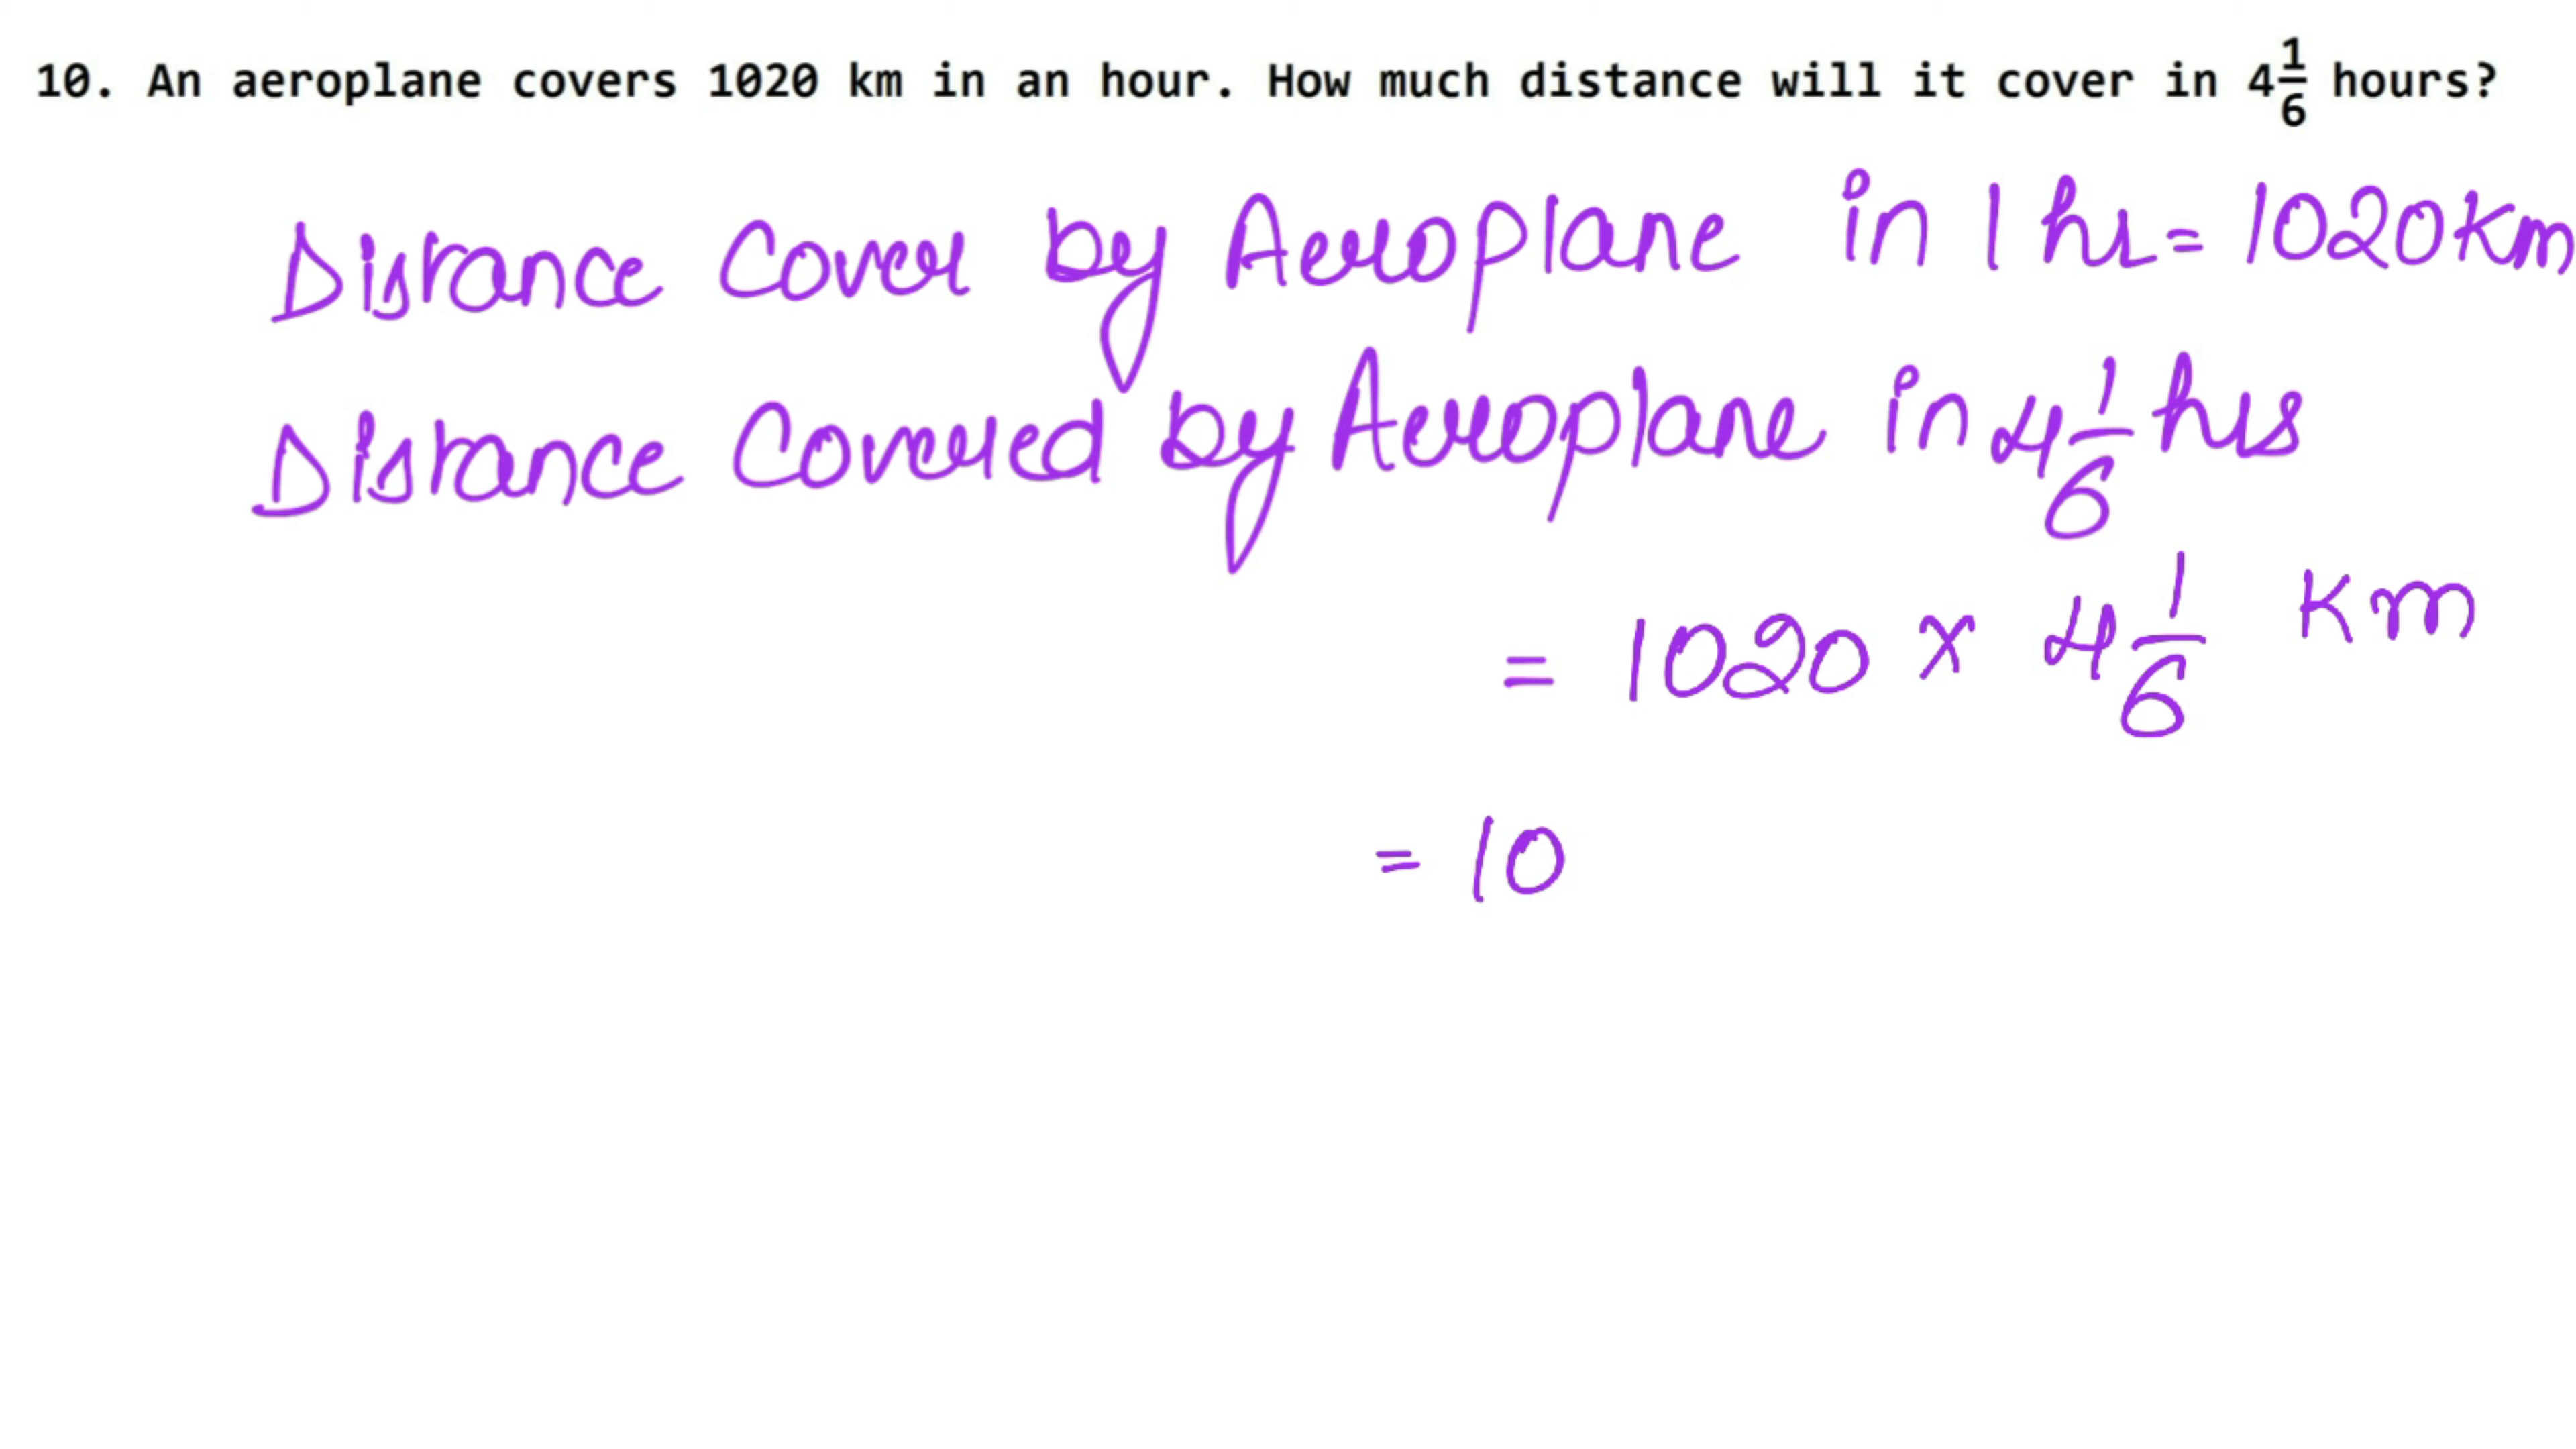 10. An aeroplane covers 1020 km in an hour. How much distance will it cover in 4 1/6 hours?
Distance Cover by Aeroplane in 1 hr = 1020 Km
Distance Covered by Aeroplane in 4 1/6 hrs
= 1020 × 4 1/6 Km
= 10